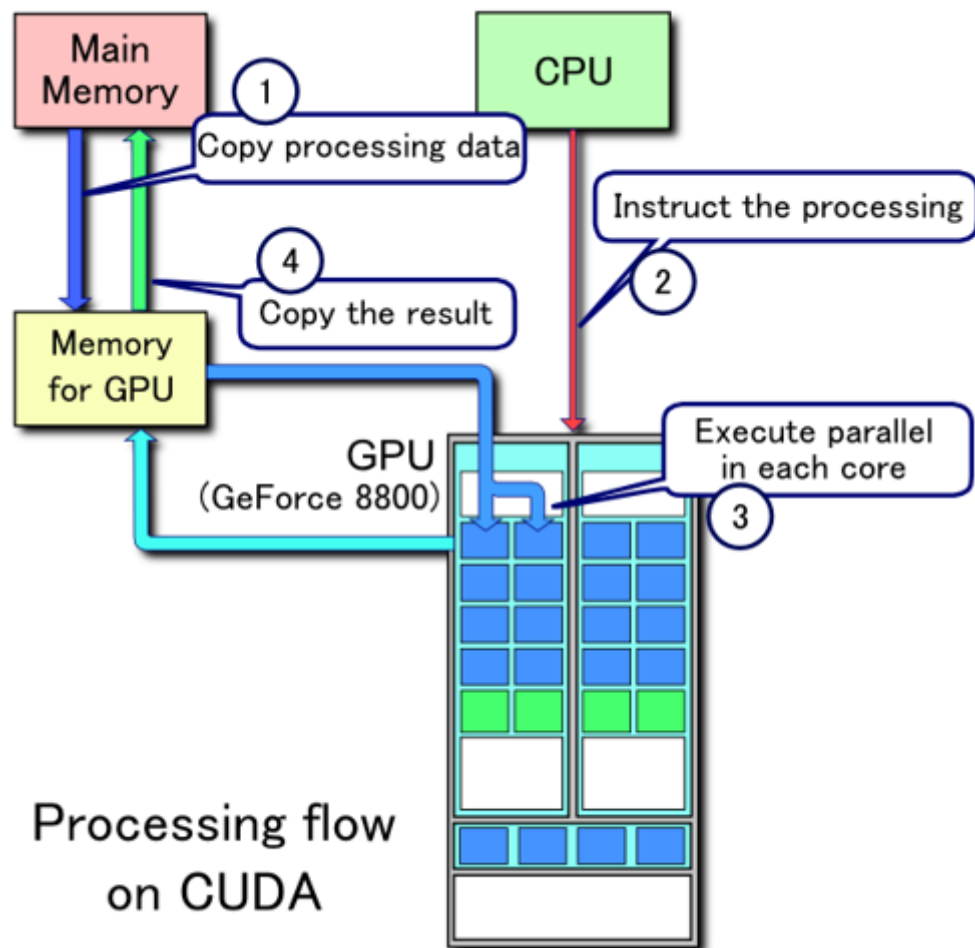 Main
Memory
CPU
1
Copy processing data
Instruct the processing
2
4
Copy the result
Memory
for GPU
GPU
(GeForce 8800)
Execute parallel
in each core
3
Processing flow
on CUDA